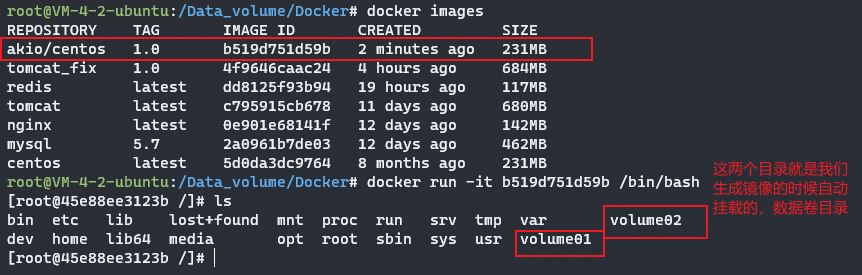 root@VM-4-2-ubuntu:/Data_volume/Docker# docker images
REPOSITORY   TAG       IMAGE ID       CREATED         SIZE
akio/centos   1.0       b519d751d59b   2 minutes ago   231MB
tomcat_fix    1.0       4f9646caac24   4 hours ago     684MB
redis         latest    dd8125f93b94   19 hours ago    117MB
tomcat        latest    c795915cb678   11 days ago     680MB
nginx         latest    0e901e68141f   12 days ago     142MB
mysql         5.7       2a0961b7de03   12 days ago     462MB
centos        latest    5d0da3dc9764   8 months ago    231MB
root@VM-4-2-ubuntu:/Data_volume/Docker# docker run -it b519d751d59b /bin/bash
[root@45e88ee3123b /]# ls
bin  etc   lib    lost+found  mnt  proc  run   srv  tmp  var       volume02
dev  home  lib64  media       opt  root  sbin  sys  usr  volume01
[root@45e88ee3123b /]#
这两个目录就是我们
生成镜像的时候自动
挂载的，数据卷目录